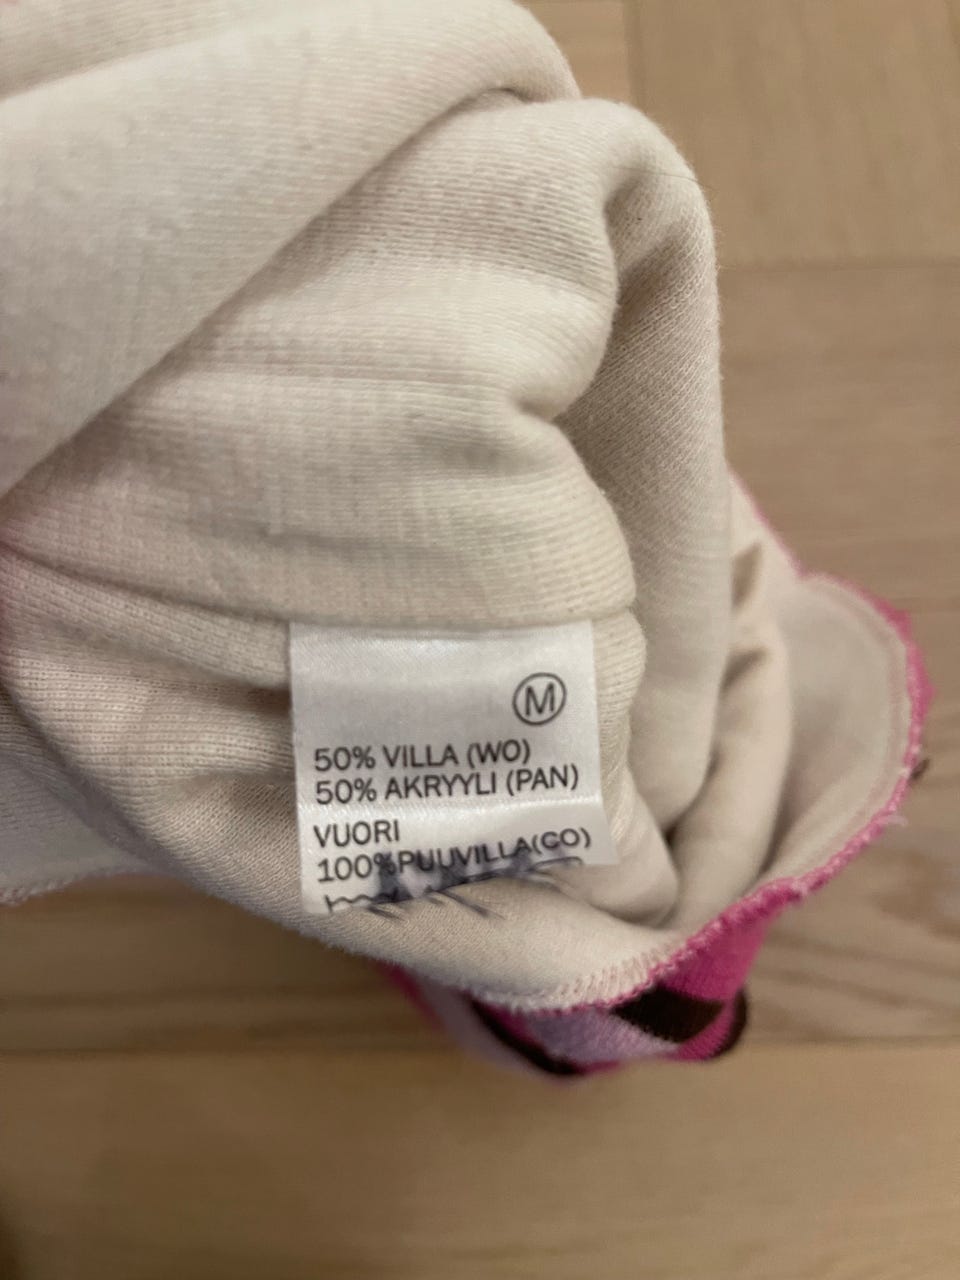 M
50% VILLA (WO)
50% AKRYYLI (PAN)
VUORI
100%PUUVILLA(CO)